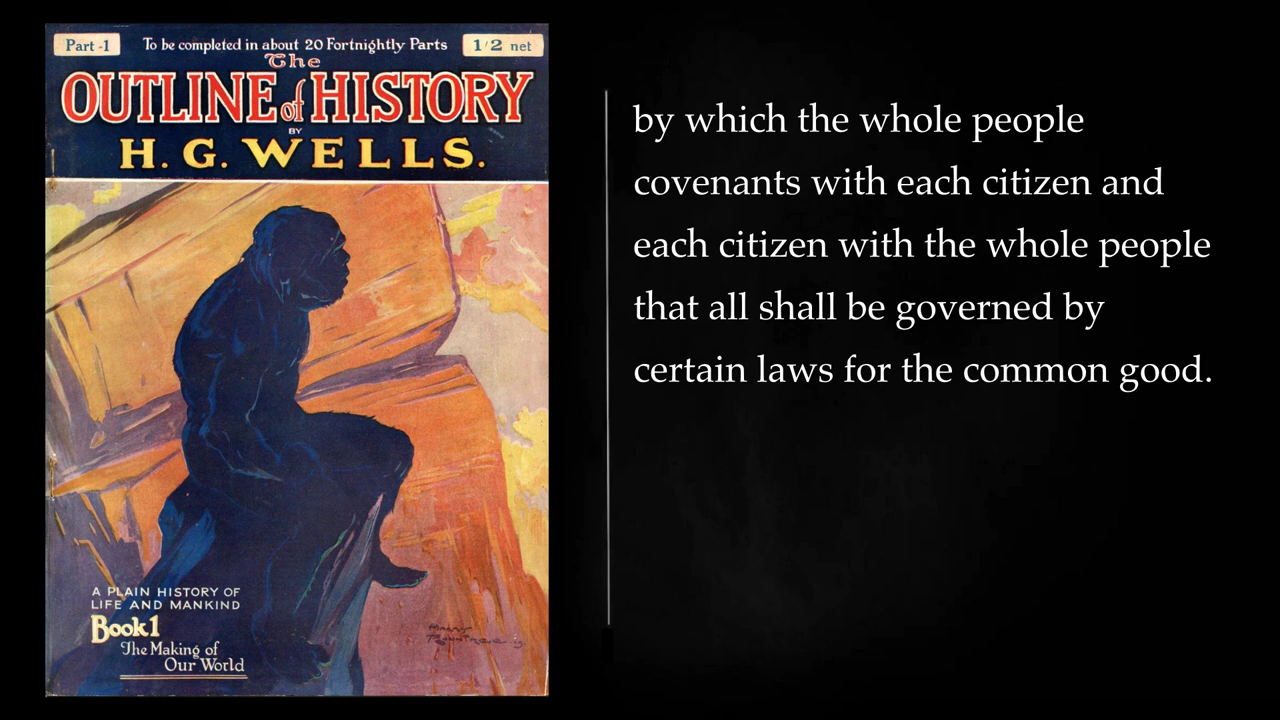 Part -1
To be completed in about 20 Fortnightly Parts
1/2 net
The
OUTLINE of HISTORY
BY
H. G. WELLS.
A PLAIN HISTORY OF
LIFE AND MANKIND
Book 1
The Making of
Our World
by which the whole people
covenants with each citizen and
each citizen with the whole people
that all shall be governed by
certain laws for the common good.